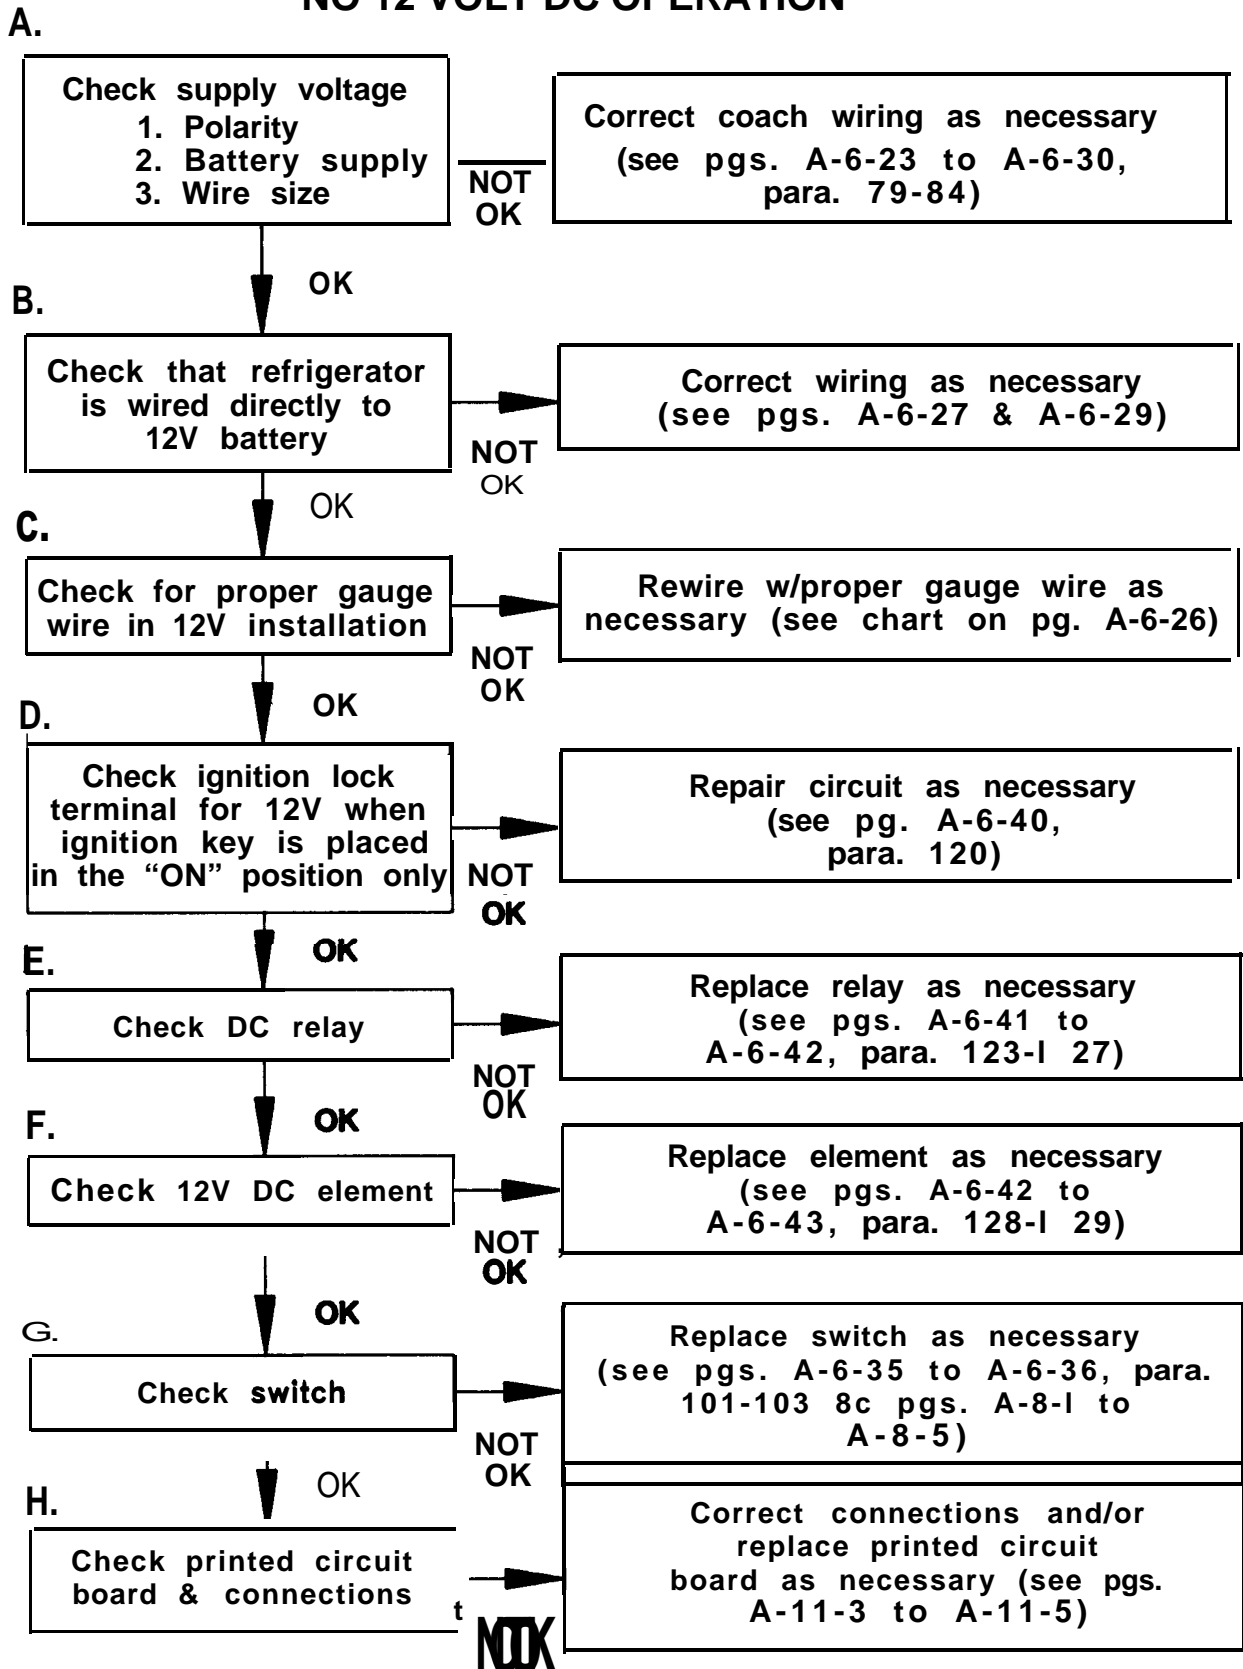 NO 12 VOLT DC OPERATION
A.
Check supply voltage
1. Polarity
2. Battery supply
3. Wire size
NOT
OK
Correct coach wiring as necessary
(see pgs. A-6-23 to A-6-30,
para. 79-84)
OK
B.
Check that refrigerator
is wired directly to
12V battery
NOT
OK
Correct wiring as necessary
(see pgs. A-6-27 & A-6-29)
OK
C.
Check for proper gauge
wire in 12V installation
NOT
OK
Rewire w/proper gauge wire as
necessary (see chart on pg. A-6-26)
OK
D.
Check ignition lock
terminal for 12V when
ignition key is placed
in the “ON” position only
NOT
OK
Repair circuit as necessary
(see pg. A-6-40,
para. 120)
OK
E.
Check DC relay
NOT
OK
Replace relay as necessary
(see pgs. A-6-41 to
A-6-42, para. 123-I 27)
OK
F.
Check 12V DC element
NOT
OK
Replace element as necessary
(see pgs. A-6-42 to
A-6-43, para. 128-I 29)
OK
G.
Check switch
NOT
OK
Replace switch as necessary
(see pgs. A-6-35 to A-6-36, para.
101-103 8c pgs. A-8-I to
A-8-5)
OK
H.
Check printed circuit
board & connections
t
Correct connections and/or
replace printed circuit
board as necessary (see pgs.
A-11-3 to A-11-5)